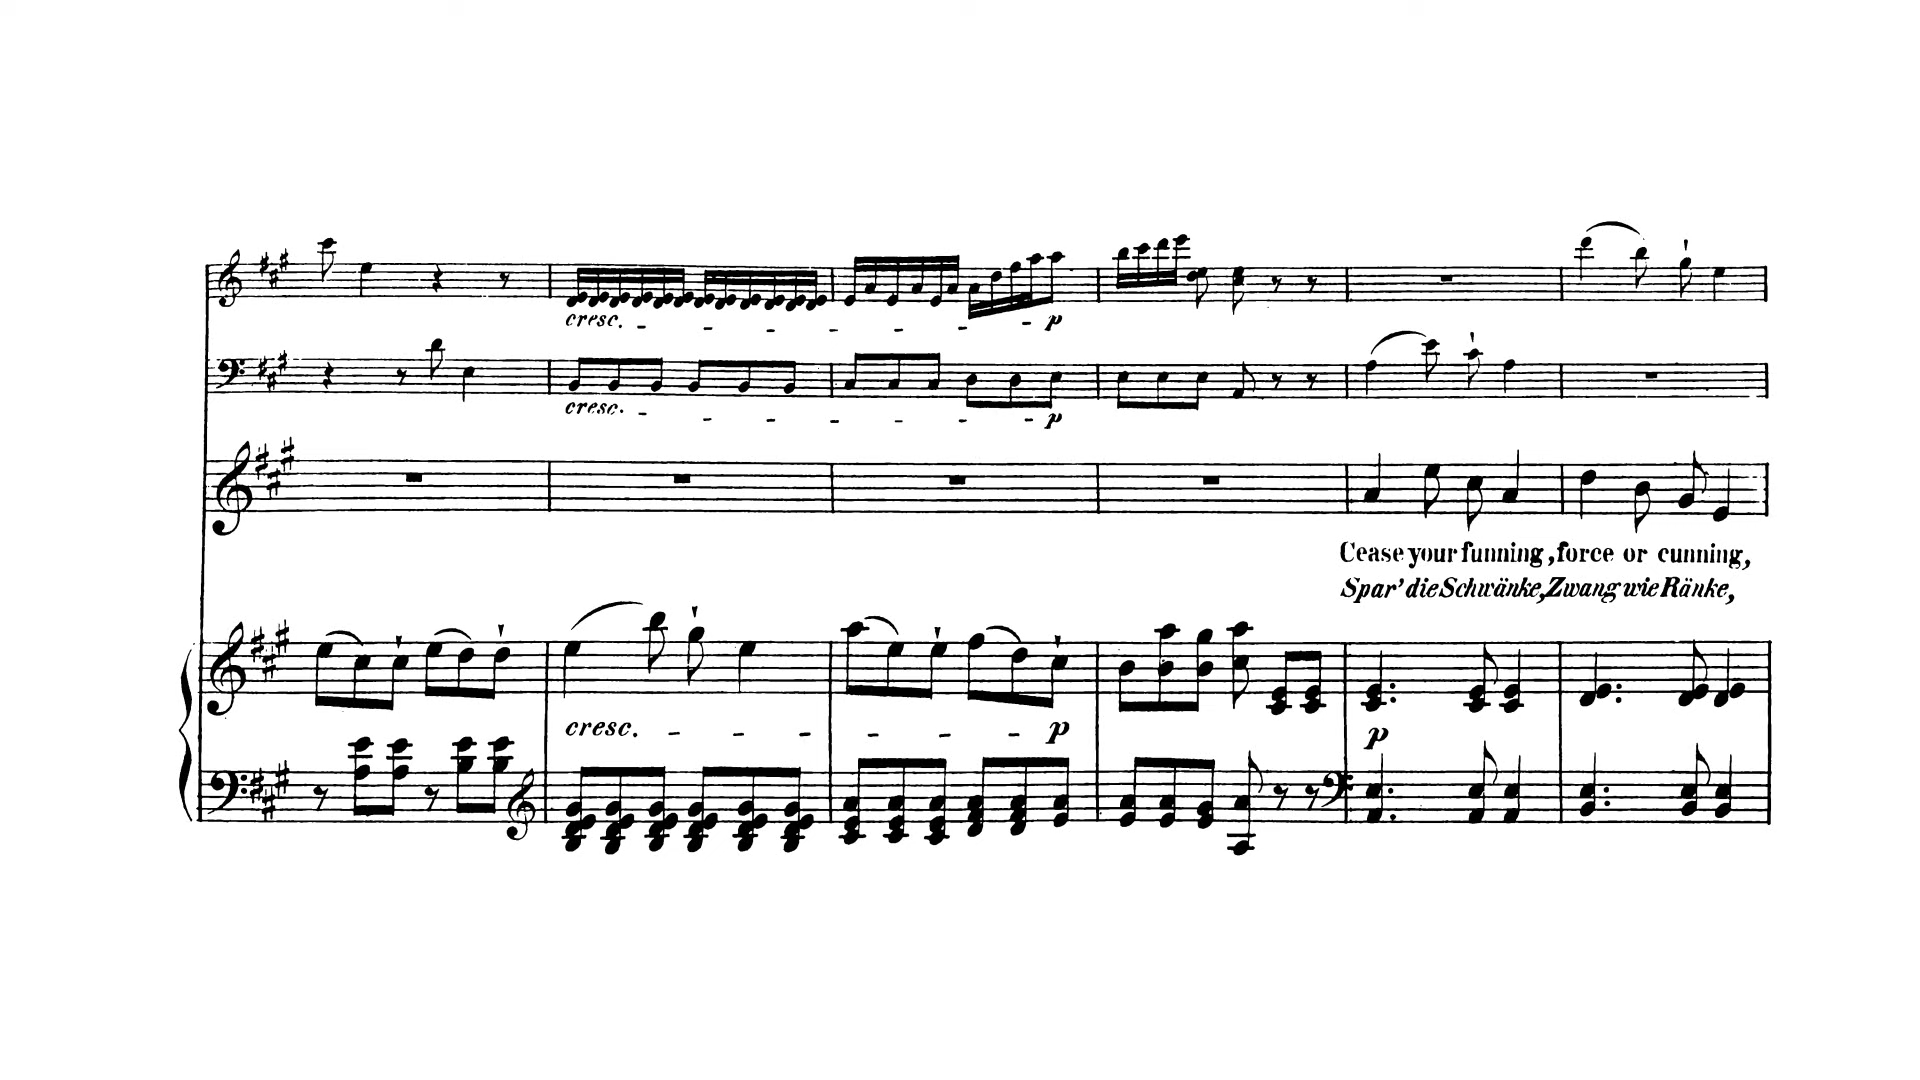 cresc.
p
cresc.
p
Cease your funning, force or cunning,
Spar' die Schwänke, Zwang wie Ränke,
cresc.
p
p